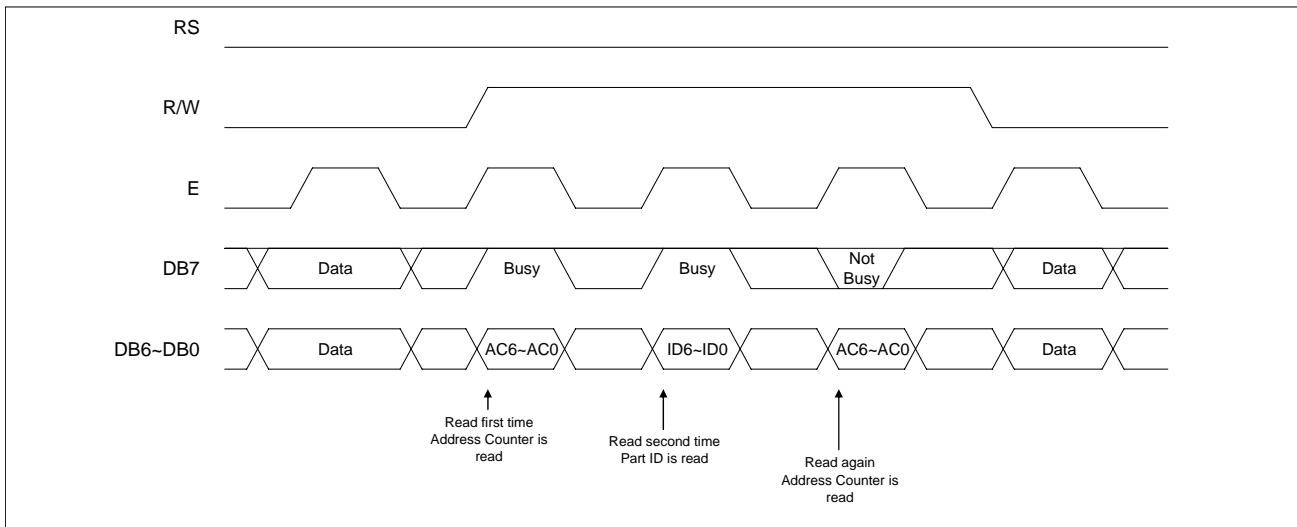 RS
R/W
E
DB7
Data
Busy
Busy
Not
Busy
Data
DB6~DB0
Data
AC6~AC0
ID6~ID0
AC6~AC0
Data
Read first time
Address Counter is
read
Read second time
Part ID is read
Read again
Address Counter is
read